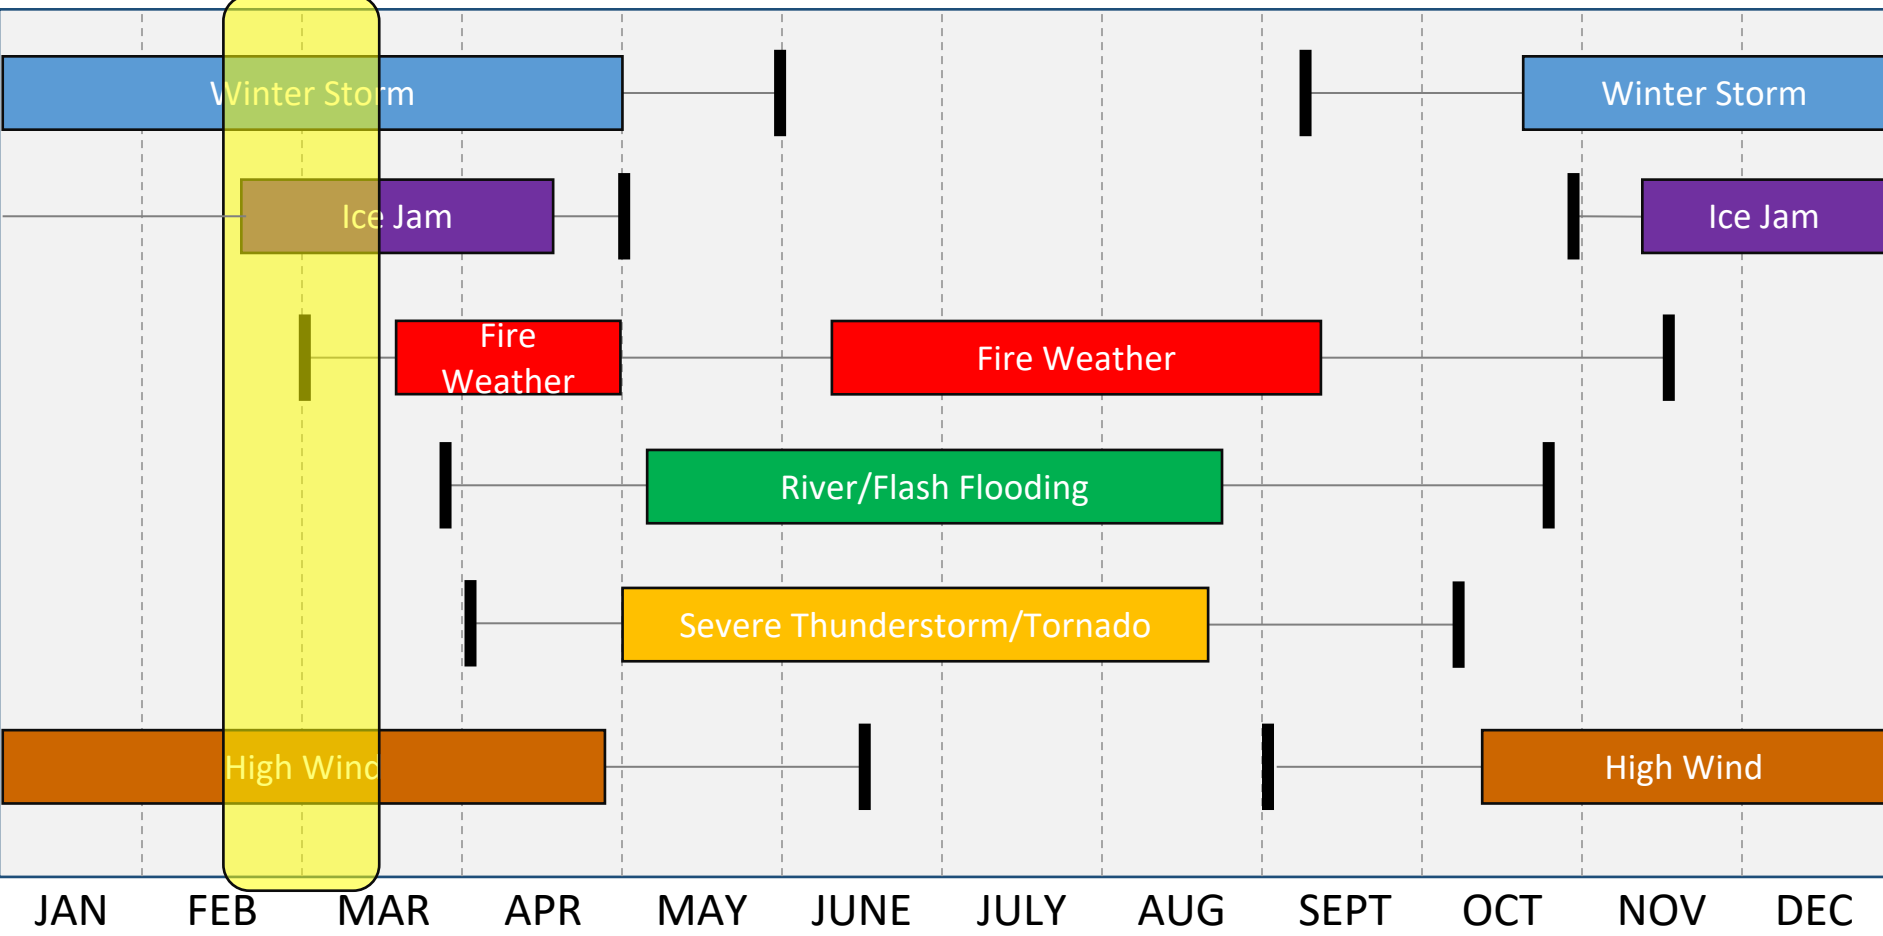 Winter Storm
Winter Storm
Ice Jam
Ice Jam
Fire
Weather
Fire Weather
River/Flash Flooding
Severe Thunderstorm/Tornado
High Wind
High Wind
JAN FEB MAR APR MAY JUNE JULY AUG SEPT OCT NOV DEC